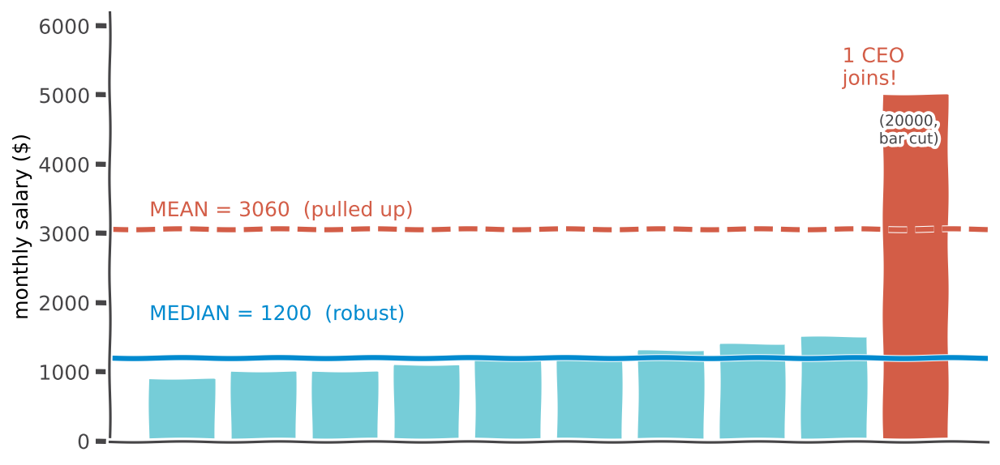 6000
1 CEO
joins!
5000
(20000,
bar cut)
4000
MEAN = 3060  (pulled up)
3000
2000
MEDIAN = 1200  (robust)
1000
0
monthly salary ($)